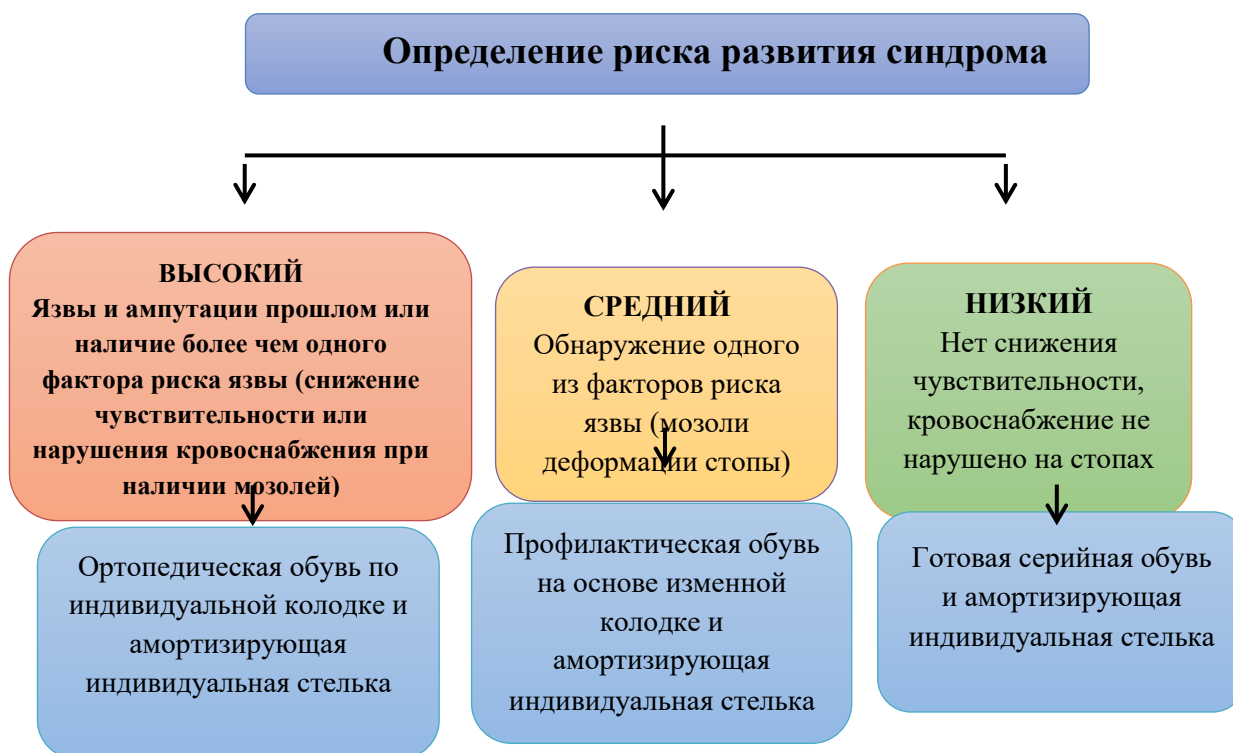 Определение риска развития синдрома
ВЫСОКИЙ
Язвы и ампутации прошлом или
наличие более чем одного
фактора риска язвы (снижение
чувствительности или
нарушения кровоснабжения при
наличии мозолей)
СРЕДНИЙ
Обнаружение одного
из факторов риска
язвы (мозоли
деформации стопы)
НИЗКИЙ
Нет снижения
чувствительности,
кровоснабжение не
нарушено на стопах
Ортопедическая обувь по
индивидуальной колодке и
амортизирующая
индивидуальная стелька
Профилактическая обувь
на основе изменной
колодке и
амортизирующая
индивидуальная стелька
Готовая серийная обувь
и амортизирующая
индивидуальная стелька